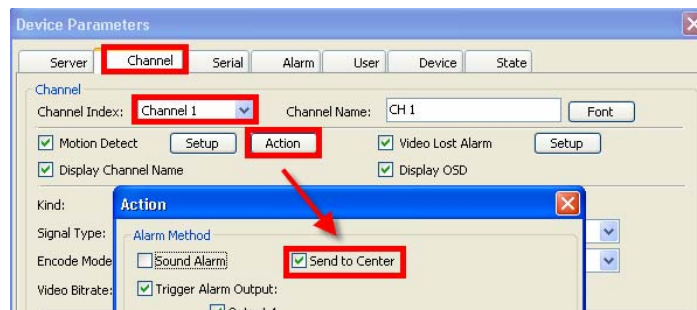 Device Parameters
Server Channel Serial Alarm User Device State
Channel
Channel Index: Channel 1 Channel Name: CH 1 Font
Motion Detect Setup Action Video Lost Alarm Setup
Display Channel Name Display OSD
Kind:
Action
Signal Type:
Alarm Method
Encode Mode
Sound Alarm Send to Center
Video Bitrate:
Trigger Alarm Output: